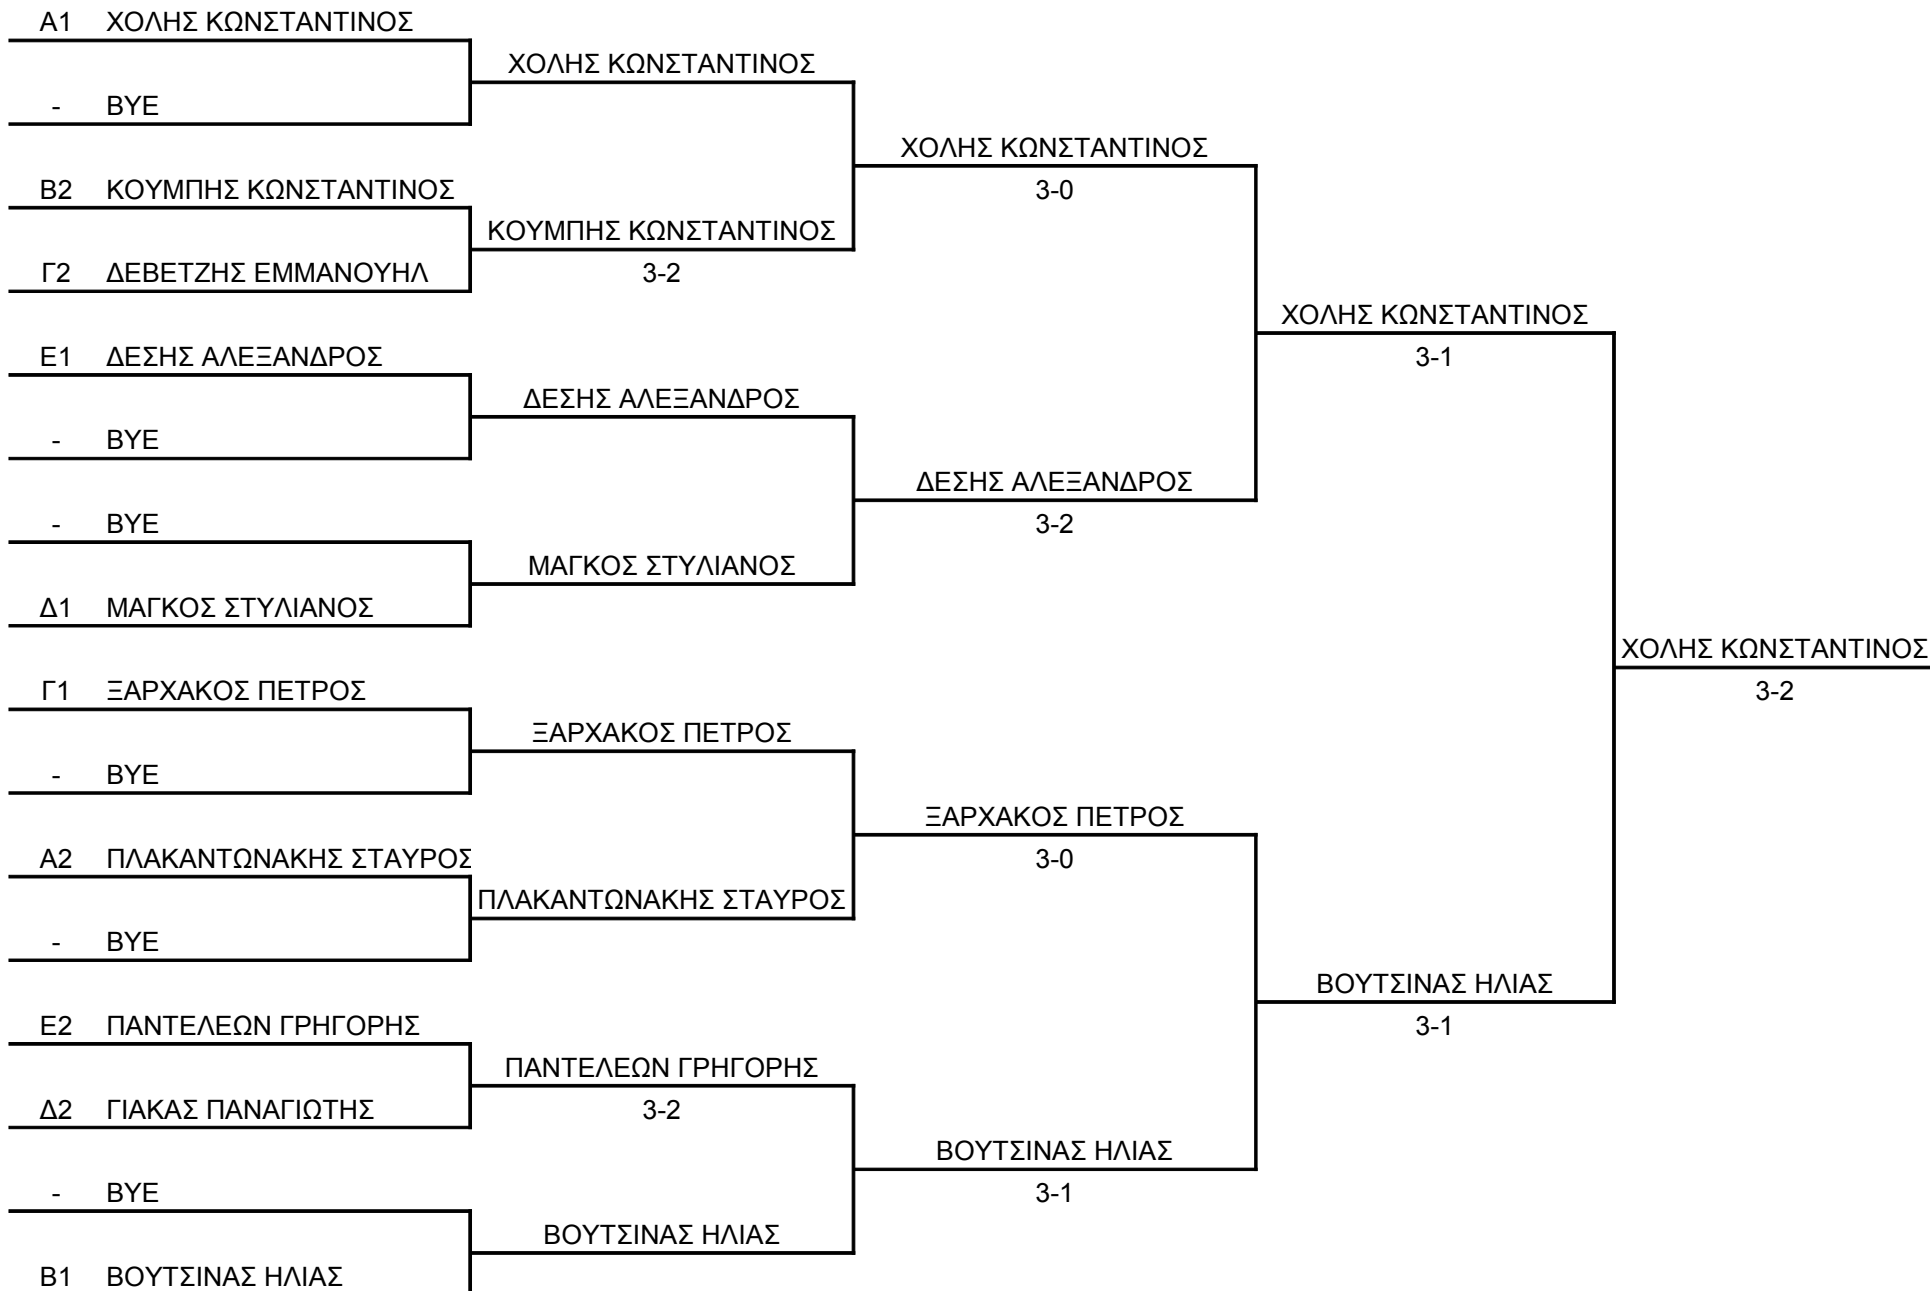 Α1 ΧΟΛΗΣ ΚΩΝΣΤΑΝΤΙΝΟΣ
ΧΟΛΗΣ ΚΩΝΣΤΑΝΤΙΝΟΣ
- BYE
ΧΟΛΗΣ ΚΩΝΣΤΑΝΤΙΝΟΣ
Β2 ΚΟΥΜΠΗΣ ΚΩΝΣΤΑΝΤΙΝΟΣ
3-0
ΚΟΥΜΠΗΣ ΚΩΝΣΤΑΝΤΙΝΟΣ
Γ2 ΔΕΒΕΤΖΗΣ ΕΜΜΑΝΟΥΗΛ
3-2
ΧΟΛΗΣ ΚΩΝΣΤΑΝΤΙΝΟΣ
Ε1 ΔΕΣΗΣ ΑΛΕΞΑΝΔΡΟΣ
3-1
ΔΕΣΗΣ ΑΛΕΞΑΝΔΡΟΣ
- BYE
ΔΕΣΗΣ ΑΛΕΞΑΝΔΡΟΣ
- BYE
3-2
ΜΑΓΚΟΣ ΣΤΥΛΙΑΝΟΣ
Δ1 ΜΑΓΚΟΣ ΣΤΥΛΙΑΝΟΣ
ΧΟΛΗΣ ΚΩΝΣΤΑΝΤΙΝΟΣ
Γ1 ΞΑΡΧΑΚΟΣ ΠΕΤΡΟΣ
3-2
ΞΑΡΧΑΚΟΣ ΠΕΤΡΟΣ
- BYE
ΞΑΡΧΑΚΟΣ ΠΕΤΡΟΣ
Α2 ΠΛΑΚΑΝΤΩΝΑΚΗΣ ΣΤΑΥΡΟΣ
3-0
ΠΛΑΚΑΝΤΩΝΑΚΗΣ ΣΤΑΥΡΟΣ
- BYE
ΒΟΥΤΣΙΝΑΣ ΗΛΙΑΣ
Ε2 ΠΑΝΤΕΛΕΩΝ ΓΡΗΓΟΡΗΣ
3-1
ΠΑΝΤΕΛΕΩΝ ΓΡΗΓΟΡΗΣ
Δ2 ΓΙΑΚΑΣ ΠΑΝΑΓΙΩΤΗΣ
3-2
ΒΟΥΤΣΙΝΑΣ ΗΛΙΑΣ
- BYE
3-1
ΒΟΥΤΣΙΝΑΣ ΗΛΙΑΣ
Β1 ΒΟΥΤΣΙΝΑΣ ΗΛΙΑΣ